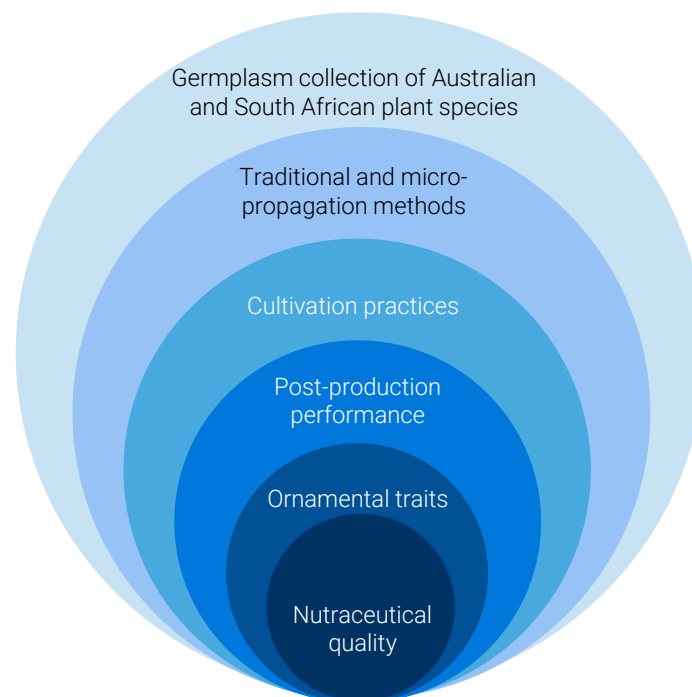 Germplasm collection of Australian
and South African plant species
Traditional and micro-
propagation methods
Cultivation practices
Post-production
performance
Ornamental traits
Nutraceutical
quality